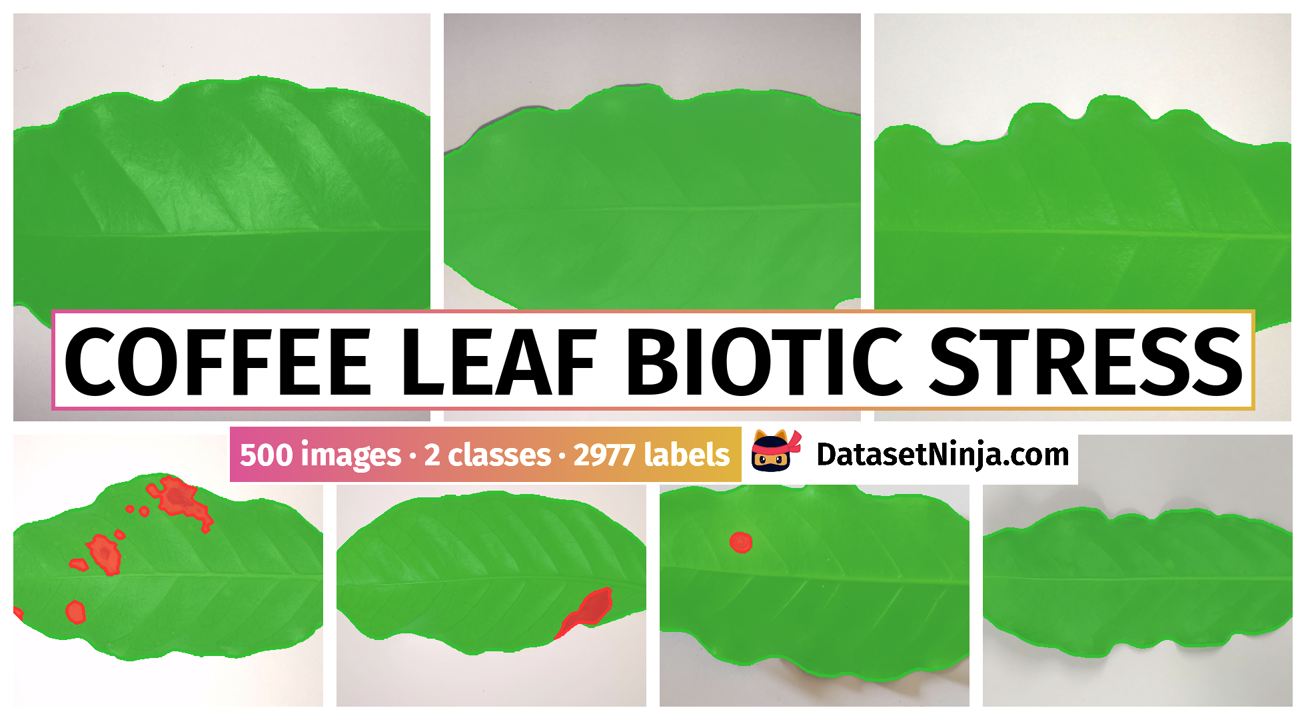 COFFEE LEAF BIOTIC STRESS
500 images · 2 classes · 2977 labels
DatasetNinja.com